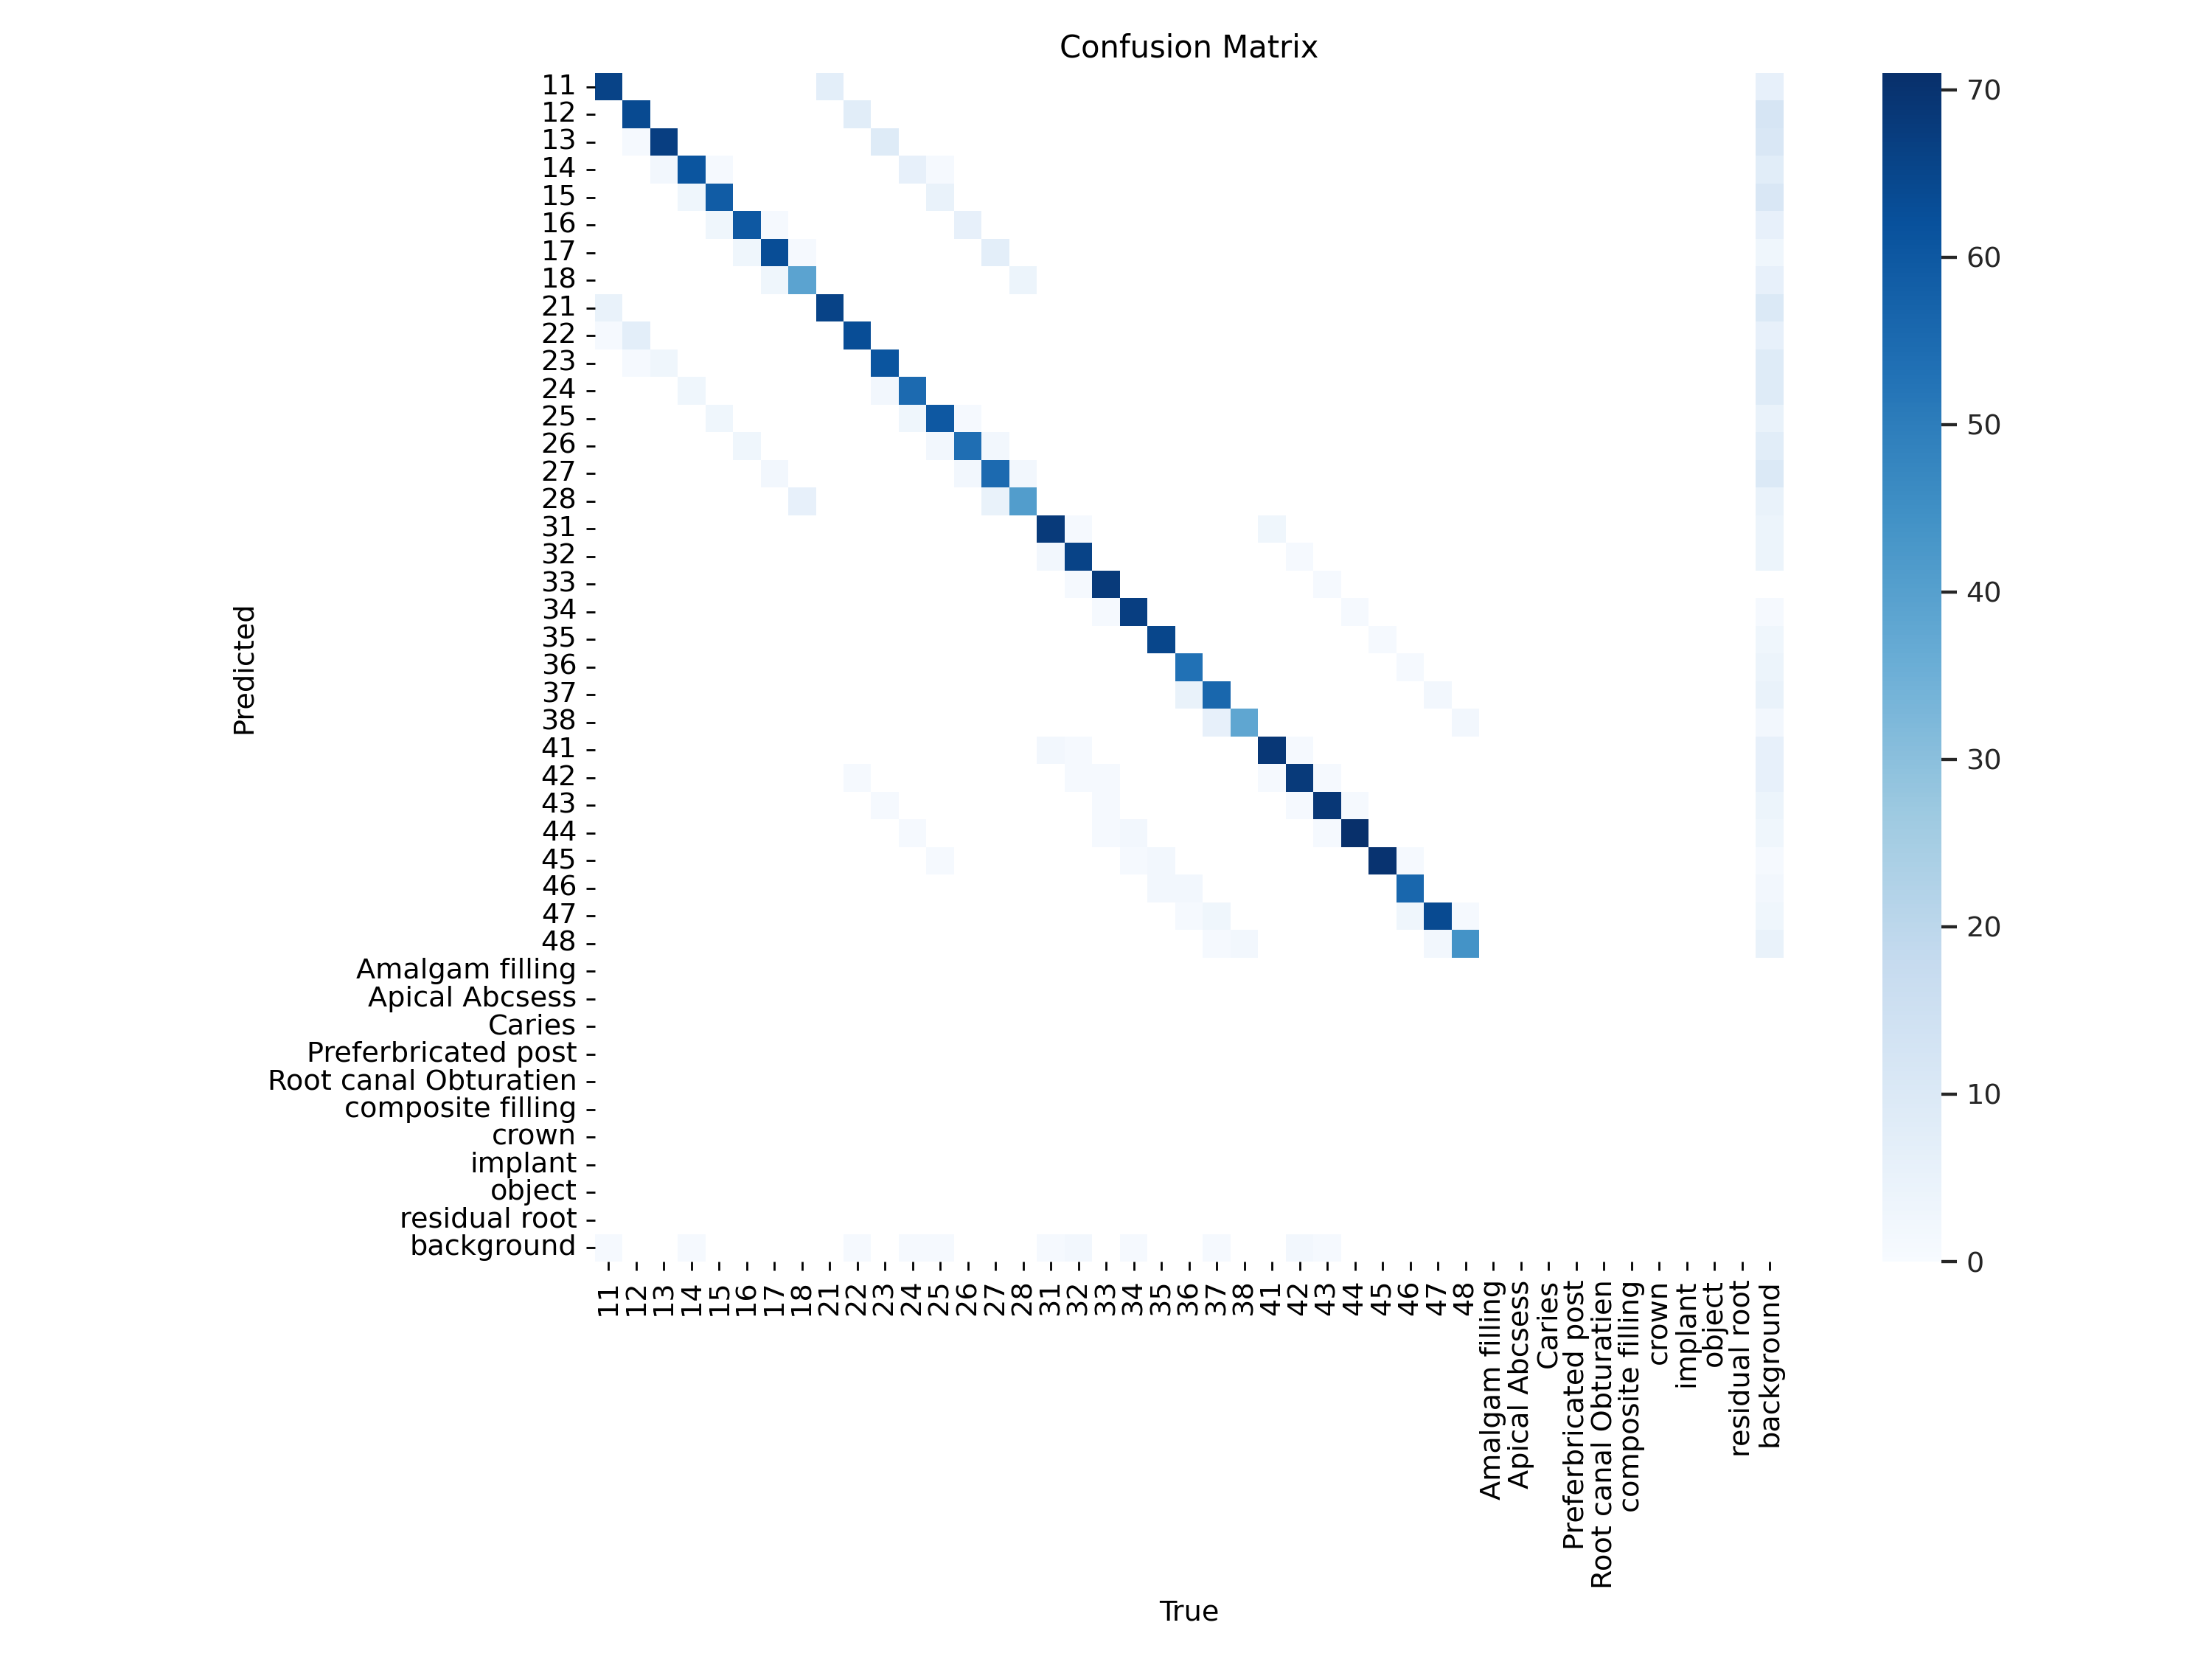 Confusion Matrix
11
12
13
14
15
16
17
18
21
22
23
24
25
26
27
28
31
32
33
34
35
36
37
38
41
42
43
44
45
46
47
48
Amalgam filling
Apical Abcsess
Caries
Preferbricated post
Root canal Obturatien
composite filling
crown
implant
object
residual root
background
Predicted
11
12
13
14
15
16
17
18
21
22
23
24
25
26
27
28
31
32
33
34
35
36
37
38
41
42
43
44
45
46
47
48
Amalgam filling
Apical Abcsess
Caries
Preferbricated post
Root canal Obturatien
composite filling
crown
implant
object
residual root
background
True
70
60
50
40
30
20
10
0